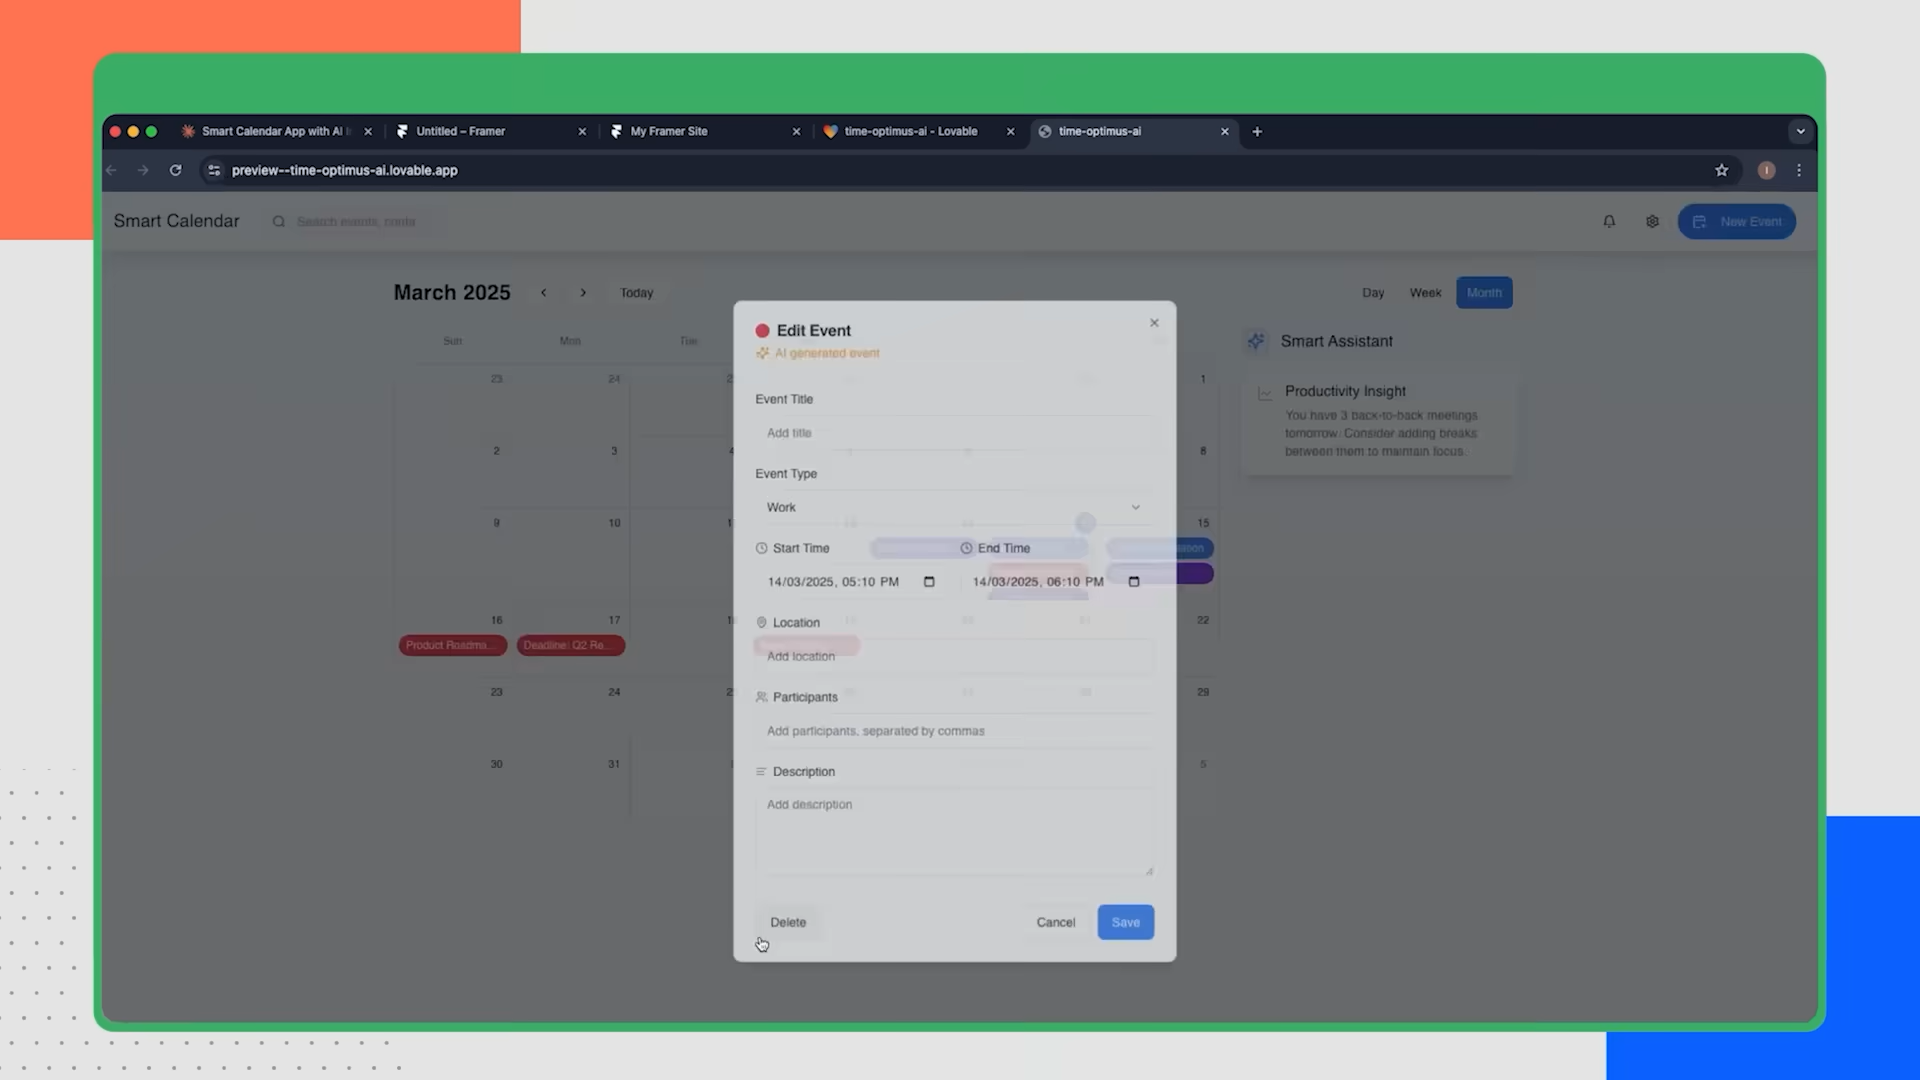 Smart Calendar App with AI
Untitled – Framer
My Framer Site
time-optimus-ai - Lovable
time-optimus-ai
preview--time-optimus-ai.lovable.app
I
Smart Calendar
Search events, conta
New Event
March 2025
Today
Day
Week
Month
Sun
Mon
Tue
23
24
2
1
2
3
4
8
9
10
1
15
16
17
1
22
Product Roadma...
Deadline: Q2 Re...
23
24
2
29
30
31
5
Edit Event
AI generated event
Event Title
Add title
Event Type
Work
Start Time
End Time
14/03/2025, 05:10 PM
14/03/2025, 06:10 PM
Location
Add location
Participants
Add participants, separated by commas
Description
Add description
Delete
Cancel
Save
Smart Assistant
Productivity Insight
You have 3 back-to-back meetings
tomorrow. Consider adding breaks
between them to maintain focus.